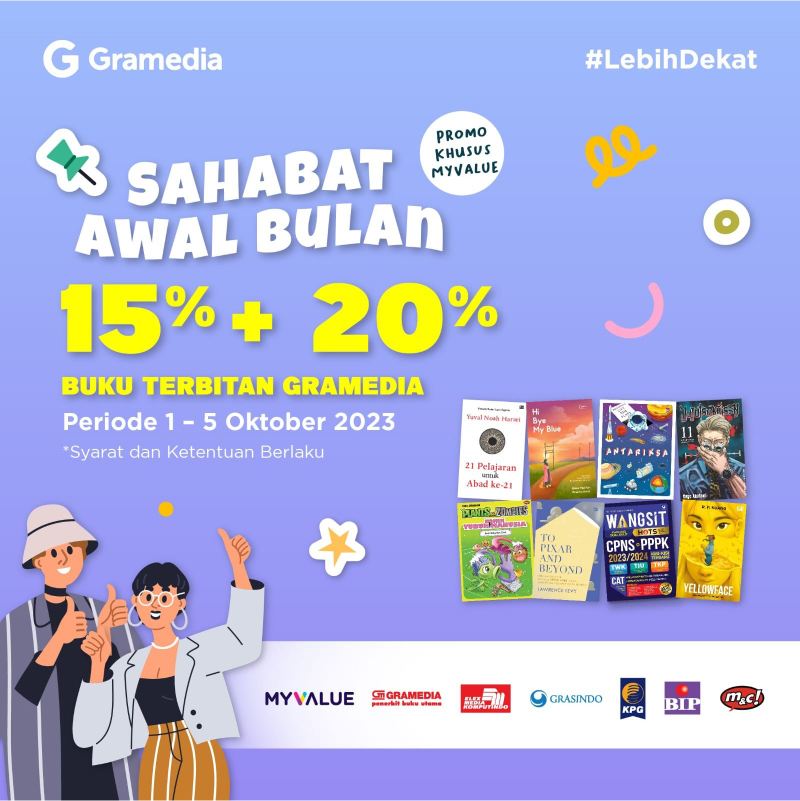 Gramedia
#LebihDekat
PROMO
KHUSUS
MYVALUE
SAHABAT
AWAL BULAN
15% + 20%
BUKU TERBITAN GRAMEDIA
Periode 1 – 5 Oktober 2023
*Syarat dan Ketentuan Berlaku
Yuval Noah Harari
21 Pelajaran
untuk
Abad ke-21
Hi
Bye
My Blue
ANTARIKSA
11
PLANTS vs. ZOMBIES
TO
PIXAR
AND
BEYOND
LAWRENCE LEVY
WANGSIT
HOTS
CPNS-PPPK
2023/2024
TWK TIU TKP
CAT
R. F. KUANG
YELLOWFACE
MYVALUE
GRAMEDIA
penerbit buku utama
ELEX
MEDIA
KOMPUTINDO
GRASINDO
KPG
BIP
m&c!